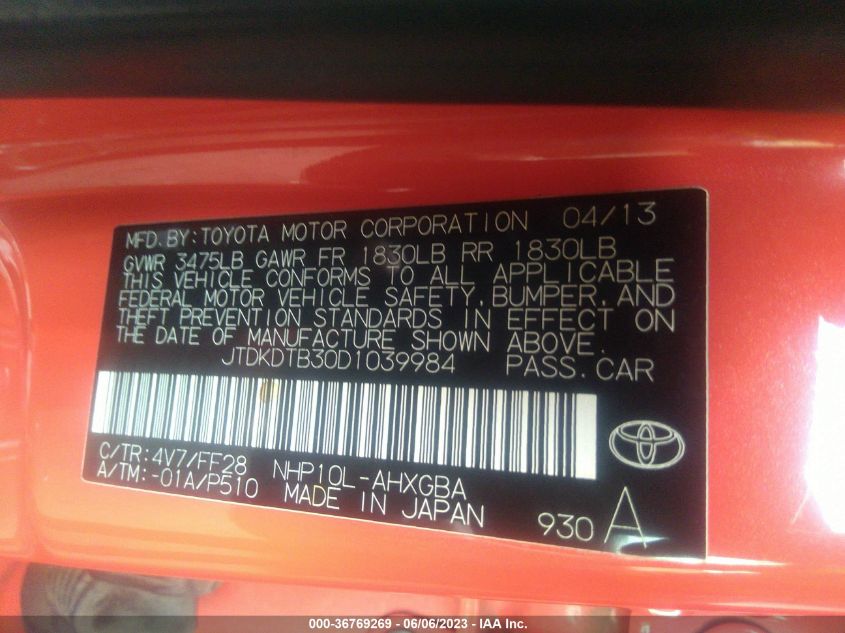 MFD. BY: TOYOTA MOTOR CORPORATION 04/13
GVWR 3475LB GAWR FR 1830LB RR 1830LB
THIS VEHICLE CONFORMS TO ALL APPLICABLE
FEDERAL MOTOR VEHICLE SAFETY, BUMPER, AND
THEFT PREVENTION STANDARDS IN EFFECT ON
THE DATE OF MANUFACTURE SHOWN ABOVE.
JTDKDTB30D1039984 PASS. CAR
C/TR: 4V7/FF28 NHP10L-AHXGBA
A/TM: -01A/P510 MADE IN JAPAN 930 A
000-36769269 - 06/06/2023 - IAA Inc.